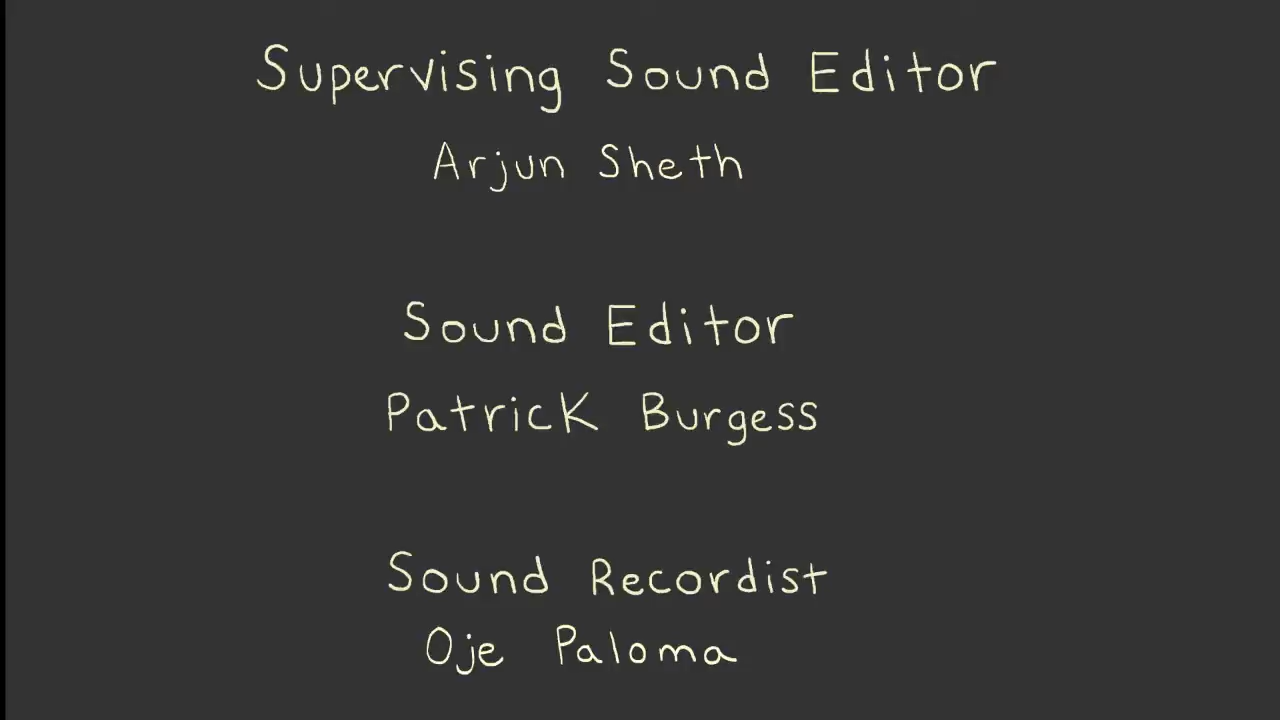 Supervising Sound Editor
Arjun Sheth
Sound Editor
Patrick Burgess
Sound Recordist
Oje Paloma